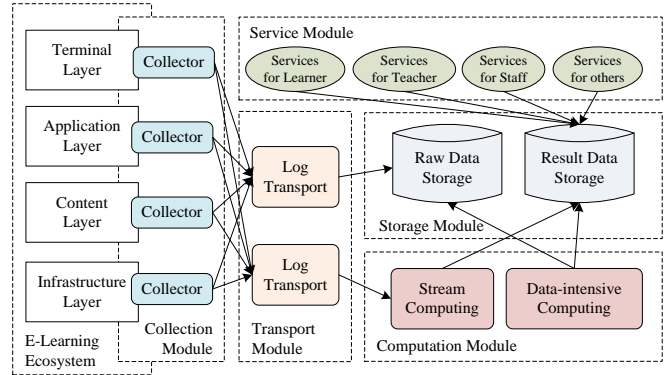 Service Module
Services
for Learner
Services
for Teacher
Services
for Staff
Services
for others
Terminal
Layer
Collector
Application
Layer
Collector
Content
Layer
Collector
Infrastructure
Layer
Collector
E-Learning
Ecosystem
Collection
Module
Log
Transport
Log
Transport
Transport
Module
Raw Data
Storage
Result Data
Storage
Storage Module
Stream
Computing
Data-intensive
Computing
Computation Module